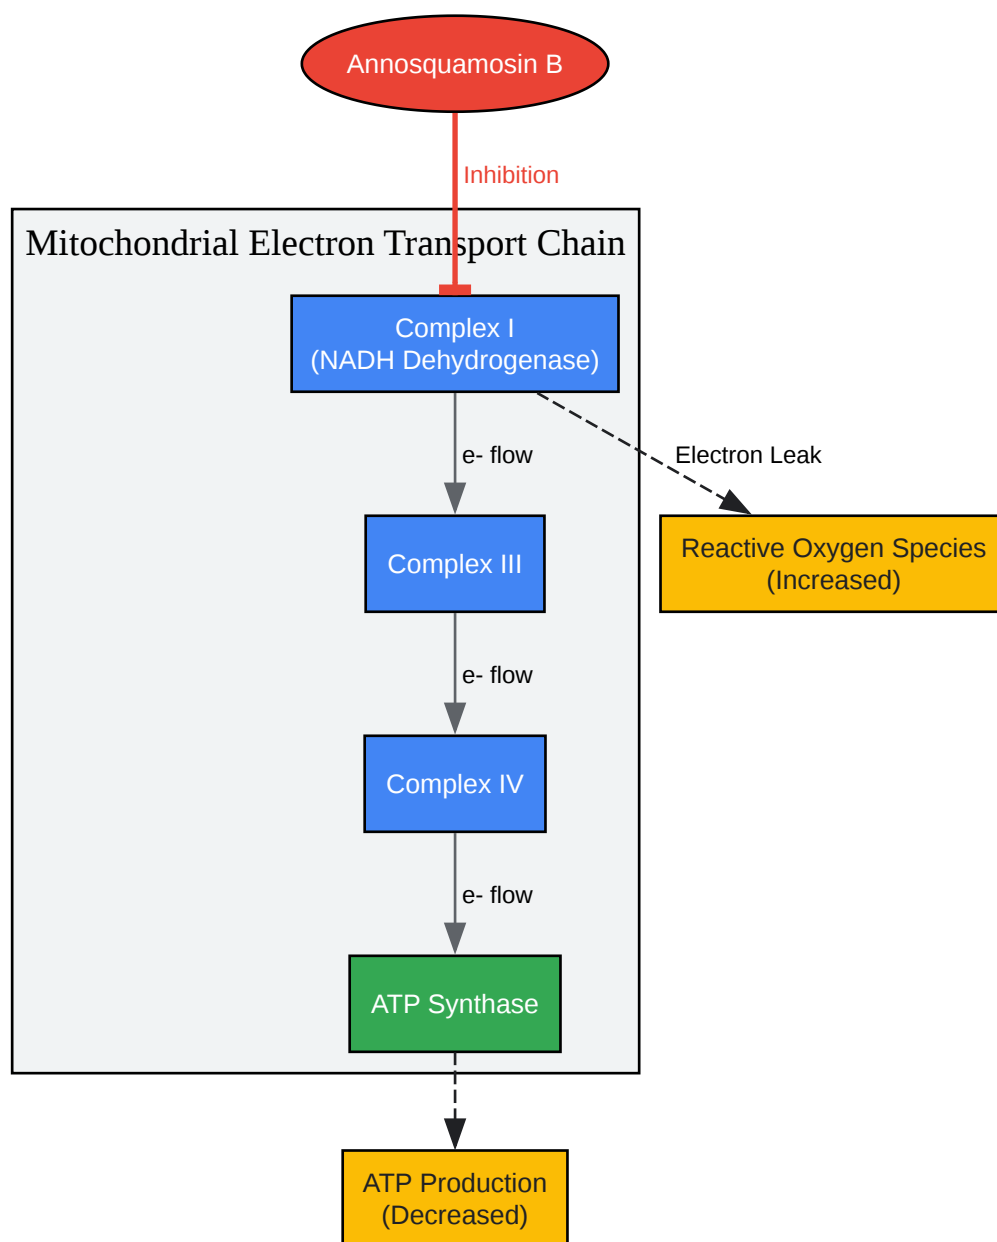 Annosquamosin B
Inhibition
Mitochondrial Electron Transport Chain
Complex I
(NADH Dehydrogenase)
e- flow
Electron Leak
Complex III
Reactive Oxygen Species
(Increased)
e- flow
Complex IV
e- flow
ATP Synthase
ATP Production
(Decreased)